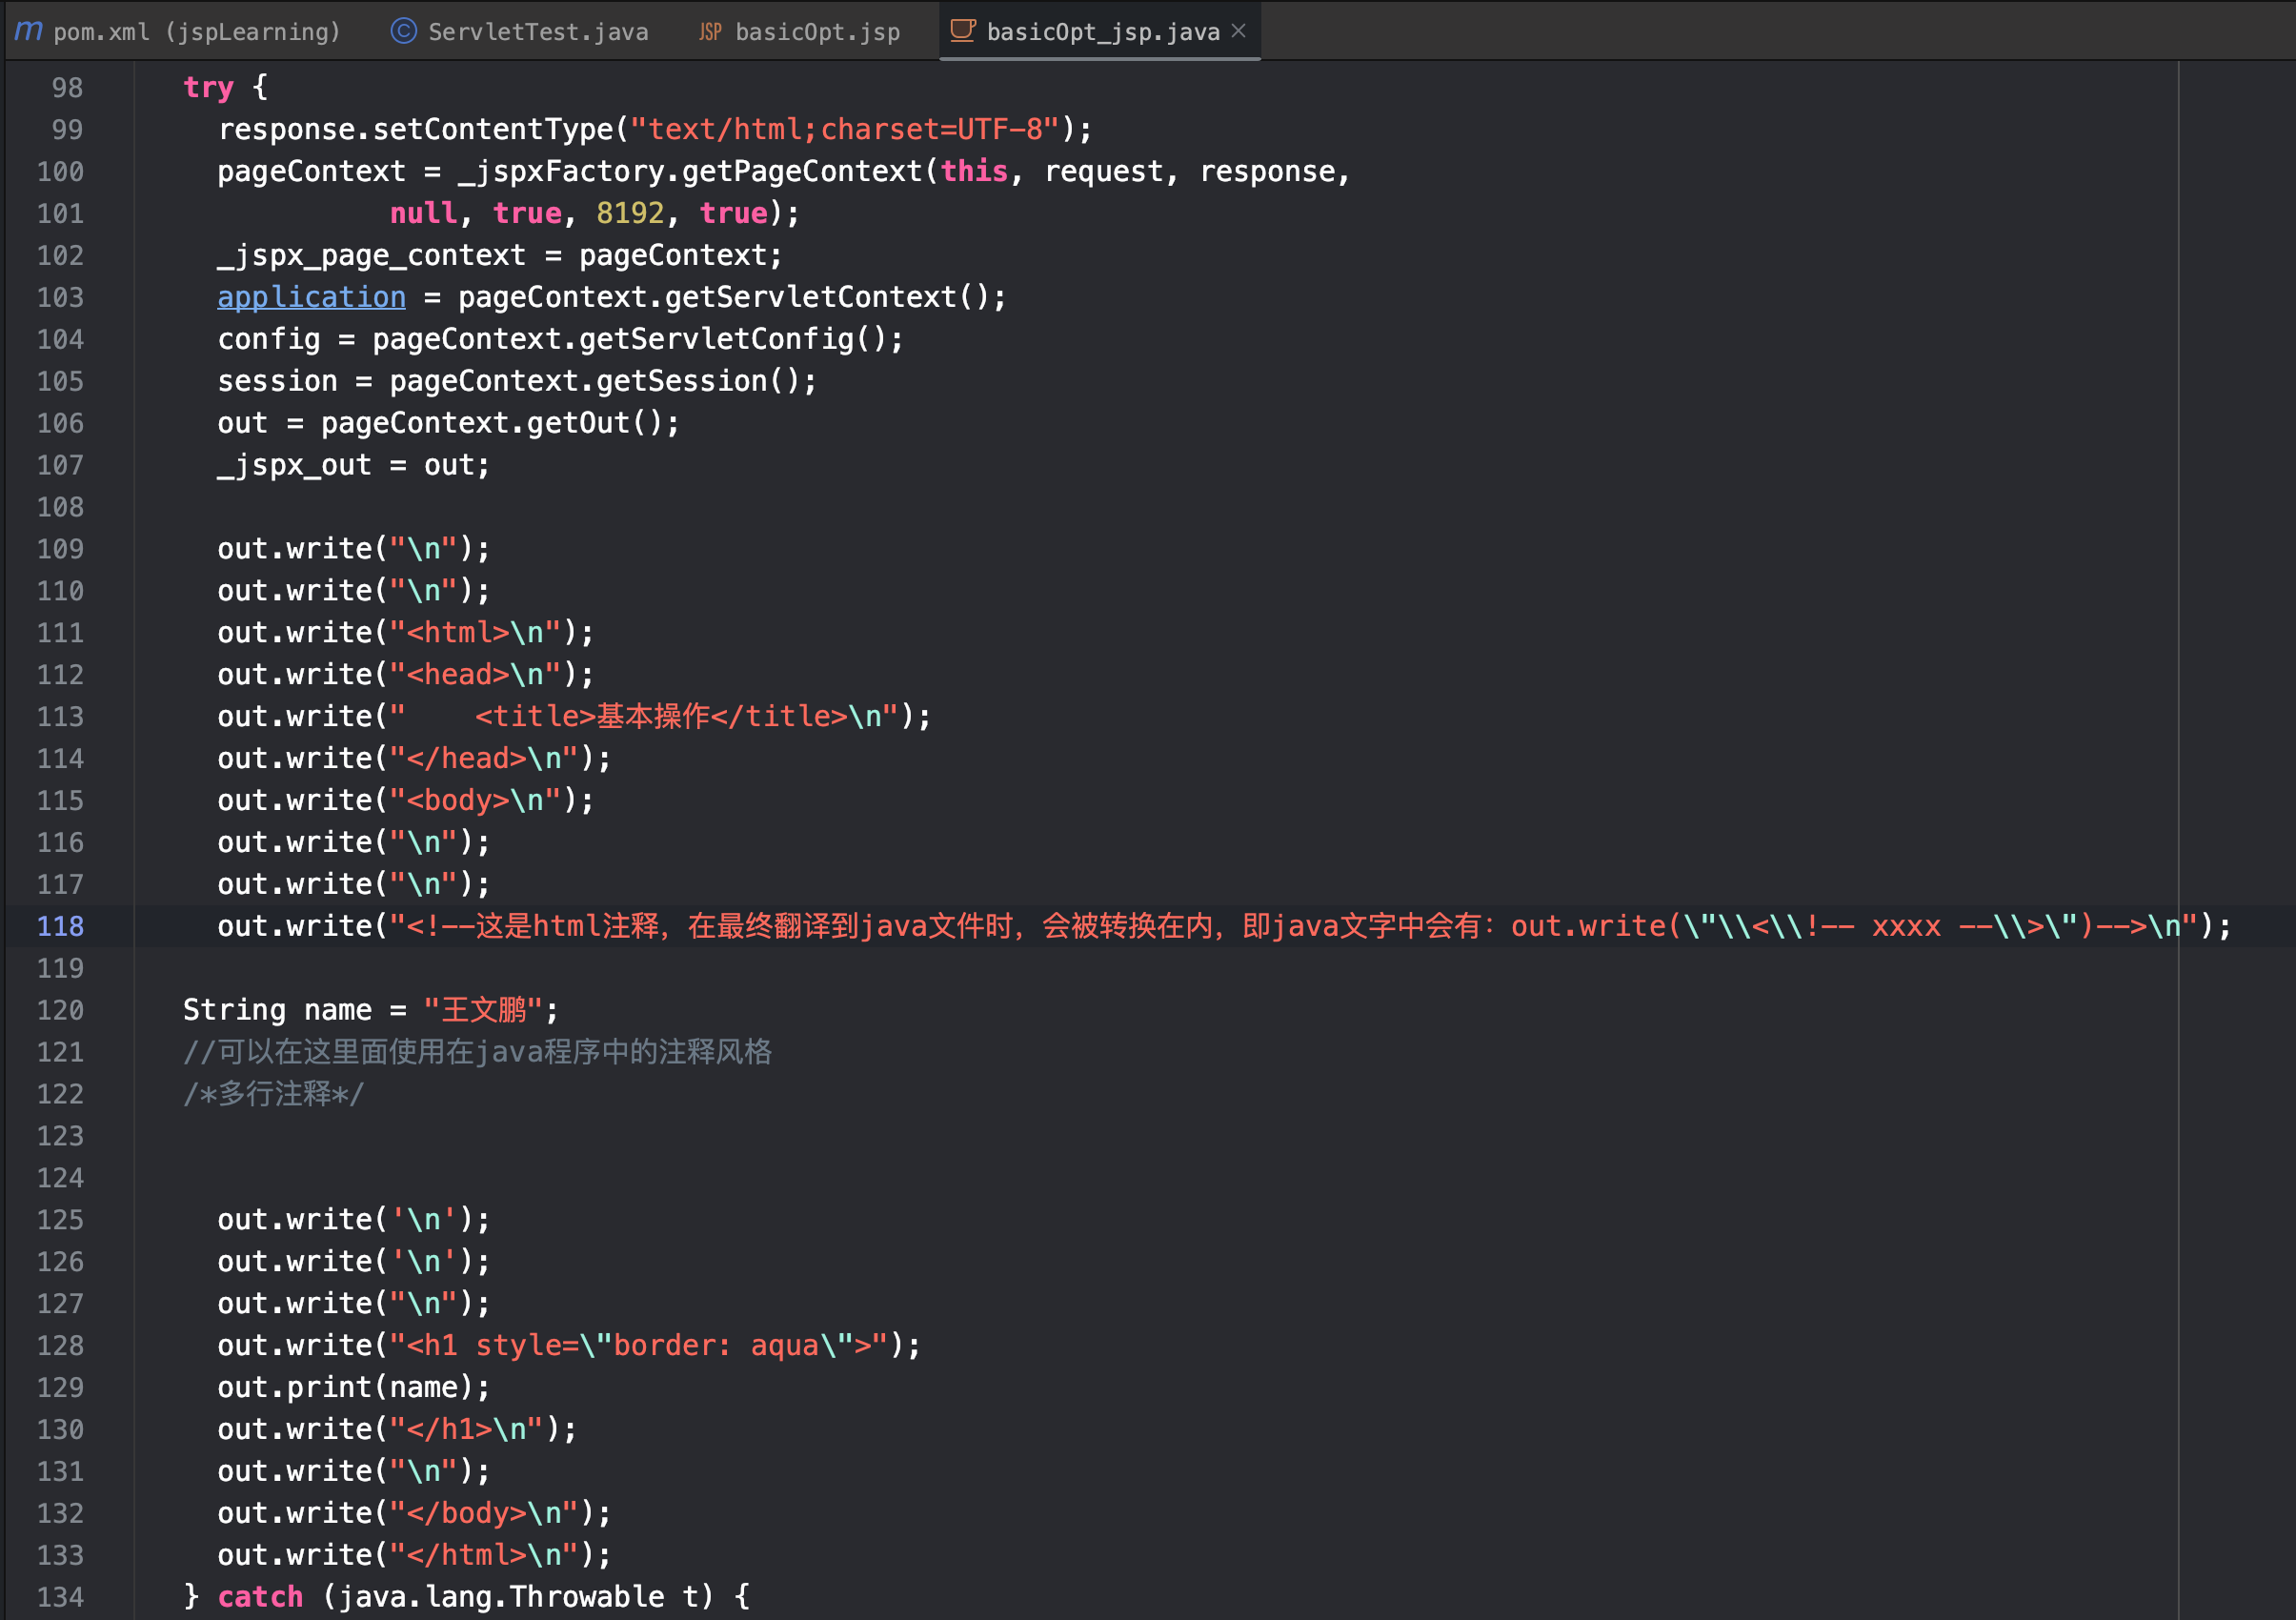 m pom.xml (jspLearning) © ServletTest.java JSP basicOpt.jsp basicOpt_jsp.java ×
98 try {
99 response.setContentType("text/html;charset=UTF-8");
100 pageContext = _jspxFactory.getPageContext(this, request, response,
101 null, true, 8192, true);
102 _jspx_page_context = pageContext;
103 application = pageContext.getServletContext();
104 config = pageContext.getServletConfig();
105 session = pageContext.getSession();
106 out = pageContext.getOut();
107 _jspx_out = out;
108
109 out.write("\n");
110 out.write("\n");
111 out.write("<html>\n");
112 out.write("<head>\n");
113 out.write("    <title>基本操作</title>\n");
114 out.write("</head>\n");
115 out.write("<body>\n");
116 out.write("\n");
117 out.write("\n");
118 out.write("<!--这是html注释，在最终翻译到java文件时，会被转换在内，即java文字中会有：out.write(\"\\<\\!-- xxxx --\\>\")-->\n");
119
120 String name = "王文鹏";
121 //可以在这里面使用在java程序中的注释风格
122 /*多行注释*/
123
124
125 out.write('\n');
126 out.write('\n');
127 out.write("\n");
128 out.write("<h1 style=\"border: aqua\">");
129 out.print(name);
130 out.write("</h1>\n");
131 out.write("\n");
132 out.write("</body>\n");
133 out.write("</html>\n");
134 } catch (java.lang.Throwable t) {